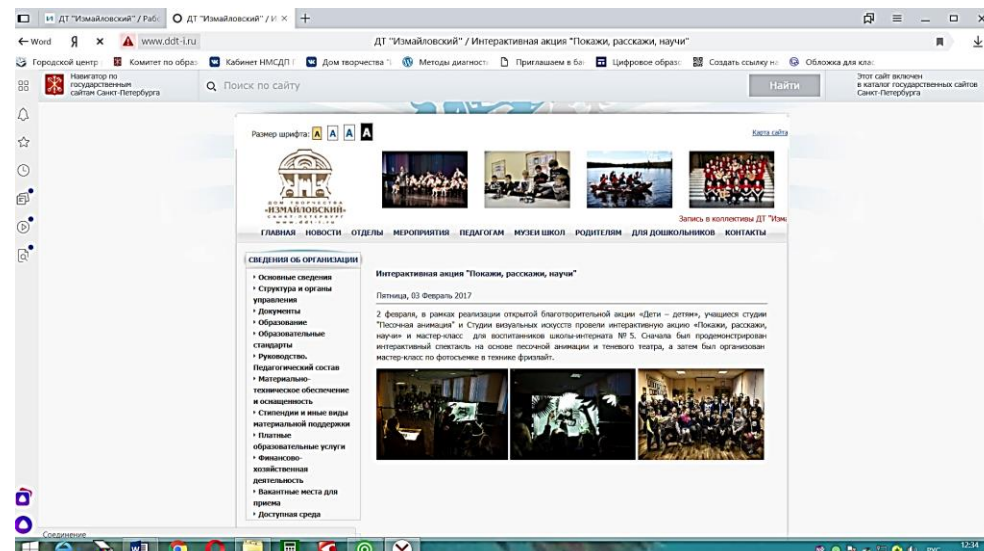 ДТ "Измайловский" / Рабо
ДТ "Измайловский" / И
Word
www.ddt-i.ru
ДТ "Измайловский" / Интерактивная акция "Покажи, расскажи, научи"
Городской центр
Комитет по образ
Кабинет НМСДП
Дом творчества
Методы диагност
Приглашаем в
Цифровое образо
Создать ссылку на
Обложка для клас
Навигатор по
государственным
сайтам Санкт-Петербурга
Поиск по сайту
Найти
Этот сайт включен
в каталог государственных сайтов
Санкт-Петербурга
Размер шрифта: А А А А
Карта сайта
ДОМ ТВОРЧЕСТВА
«ИЗМАЙЛОВСКИЙ»
САНКТ-ПЕТЕРБУРГ
www.ddt-i.ru
Запись в коллективы ДТ "Изма
ГЛАВНАЯ НОВОСТИ ОТДЕЛЫ МЕРОПРИЯТИЯ ПЕДАГОГАМ МУЗЕИ ШКОЛ РОДИТЕЛЯМ ДЛЯ ДОШКОЛЬНИКОВ КОНТАКТЫ
СВЕДЕНИЯ ОБ ОРГАНИЗАЦИИ
Основные сведения
Структура и органы
управления
Документы
Образование
Образовательные
стандарты
Руководство.
Педагогический состав
Материально-
техническое обеспечение
и оснащенность
Стипендии и иные виды
материальной поддержки
Платные
образовательные услуги
Финансово-
хозяйственная
деятельность
Вакантные места для
приема
Доступная среда
Интерактивная акция "Покажи, расскажи, научи"
Пятница, 03 Февраль 2017
2 февраля, в рамках реализации открытой благотворительной акции «Дети – детям», учащиеся студии
"Песочная анимация" и Студии визуальных искусств провели интерактивную акцию «Покажи, расскажи,
научи» и мастер-класс для воспитанников школы-интерната № 5. Сначала был продемонстрирован
интерактивный спектакль на основе песочной анимации и теневого театра, а затем был организован
мастер-класс по фотосъемке в технике фризлайт.
Соединение
РУС
12:34